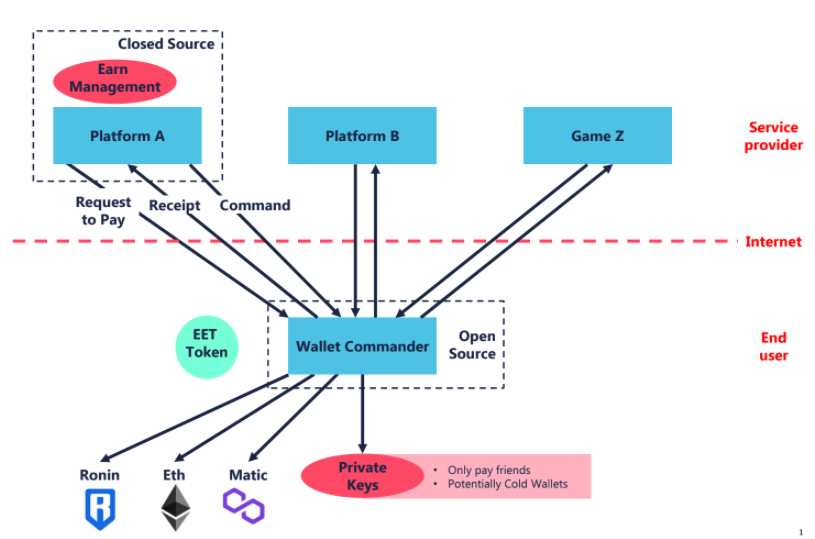 Closed Source
Earn
Management
Platform A
Platform B
Game Z
Service
provider
Request
to Pay
Receipt
Command
Internet
EET
Token
Wallet Commander
Open
Source
End
user
Ronin
Eth
Matic
Private
Keys
• Only pay friends
• Potentially Cold Wallets
1